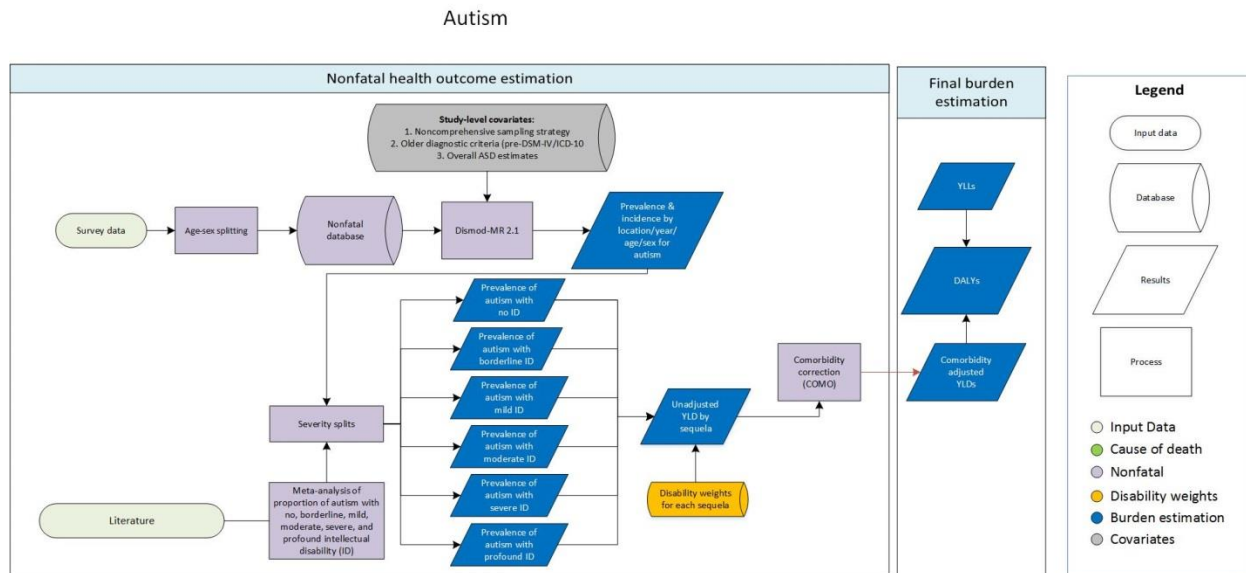 Autism
Nonfatal health outcome estimation
Study-level covariates:
1. Noncomprehensive sampling strategy
2. Older diagnostic criteria (pre-DSM-IV/ICD-10
3. Overall ASD estimates
Survey data
Age-sex splitting
Nonfatal
database
Dismod-MR 2.1
Prevalence &
incidence by
location/year/
age/sex for
autism
Prevalence of
autism with
no ID
Prevalence of
autism with
borderline ID
Prevalence of
autism with
mild ID
Prevalence of
autism with
moderate ID
Prevalence of
autism with
severe ID
Prevalence of
autism with
profound ID
Severity splits
Literature
Meta-analysis of
proportion of autism with
no, borderline, mild,
moderate, severe, and
profound intellectual
disability (ID)
Unadjusted
YLD by
sequela
Disability weights
for each sequela
Comorbidity
correction
(COMO)
Final burden
estimation
YLLs
DALYs
Comorbidity
adjusted
YLDs
Legend
Input data
Database
Results
Process
Input Data
Cause of death
Nonfatal
Disability weights
Burden estimation
Covariates